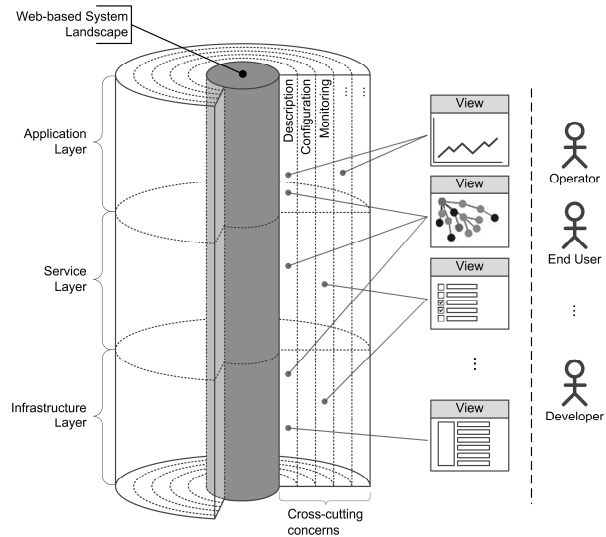 Web-based System
Landscape
Application
Layer
Service
Layer
Infrastructure
Layer
Description
Configuration
Monitoring
...
...
View
View
View
...
View
Operator
End User
...
Developer
Cross-cutting
concerns